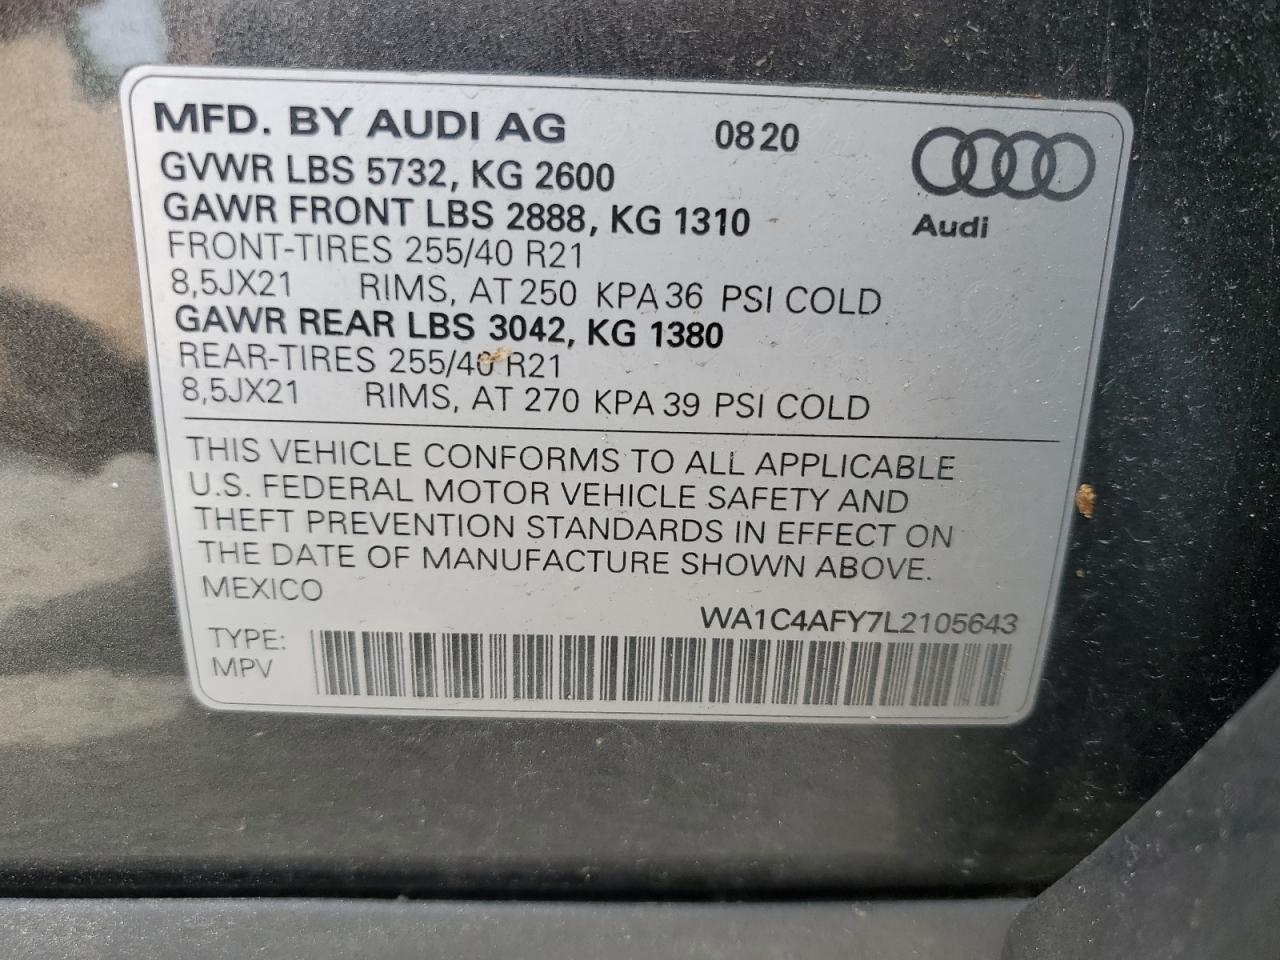 MFD. BY AUDI AG 0820
GVWR LBS 5732, KG 2600
GAWR FRONT LBS 2888, KG 1310
Audi
FRONT-TIRES 255/40 R21
8,5JX21 RIMS, AT 250 KPA 36 PSI COLD
GAWR REAR LBS 3042, KG 1380
REAR-TIRES 255/40 R21
8,5JX21 RIMS, AT 270 KPA 39 PSI COLD
THIS VEHICLE CONFORMS TO ALL APPLICABLE
U.S. FEDERAL MOTOR VEHICLE SAFETY AND
THEFT PREVENTION STANDARDS IN EFFECT ON
THE DATE OF MANUFACTURE SHOWN ABOVE.
MEXICO
WA1C4AFY7L2105643
TYPE:
MPV